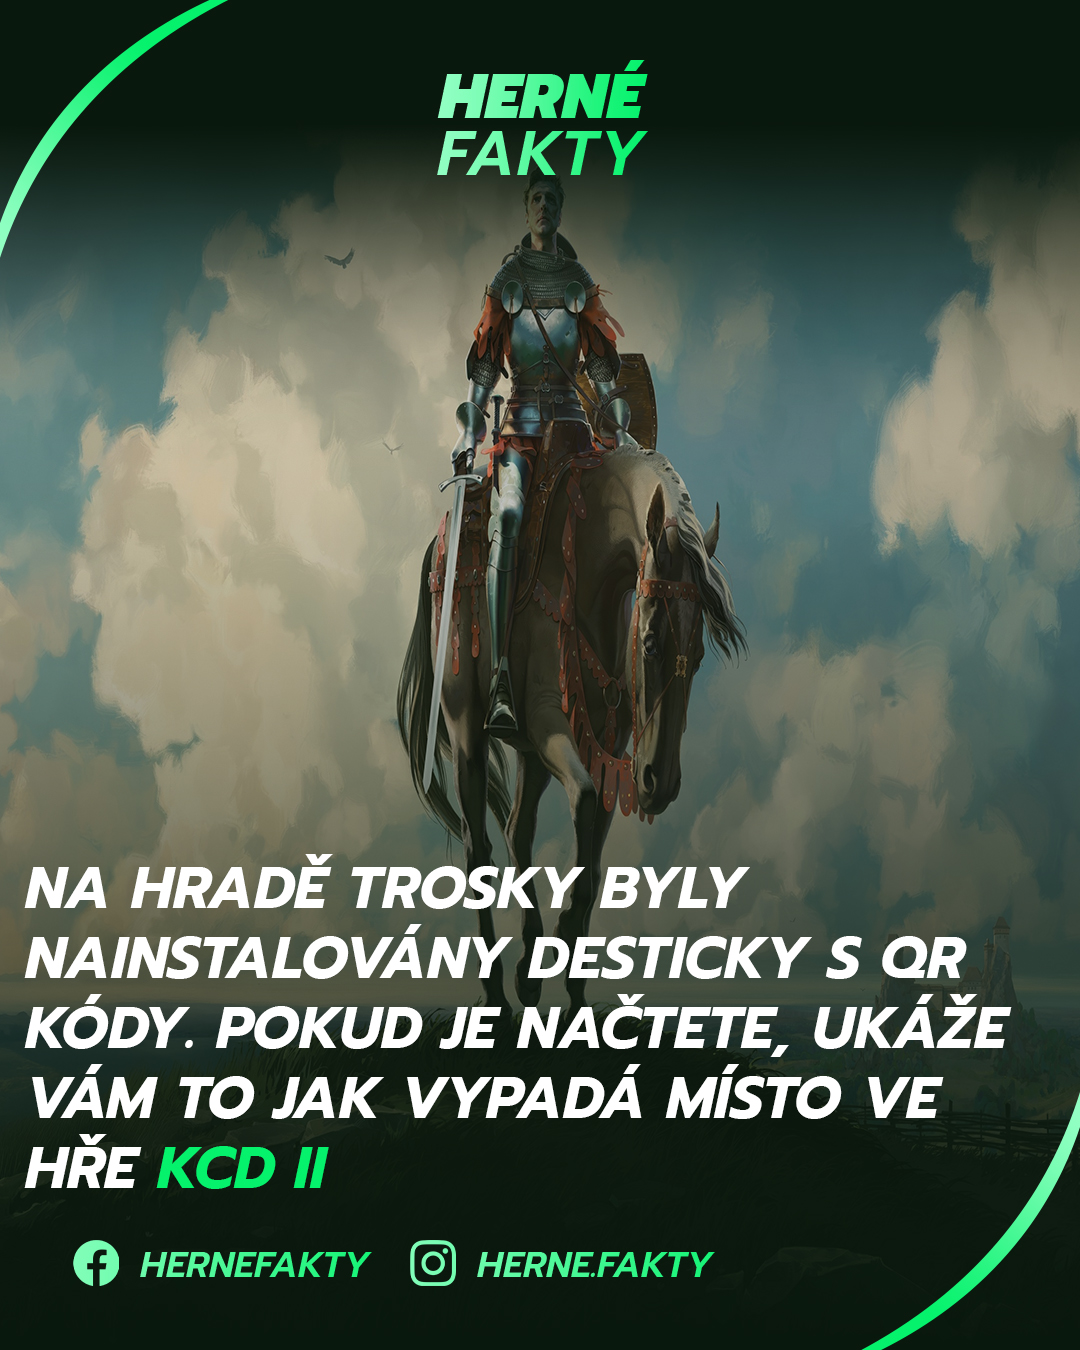 HERNÉ
FAKTY
NA HRADĚ TROSKY BYLY
NAINSTALOVÁNY DESTICKY S QR
KÓDY. POKUD JE NAČTETE, UKÁŽE
VÁM TO JAK VYPADÁ MÍSTO VE
HŘE KCD II
HERNEFAKTY HERNE.FAKTY